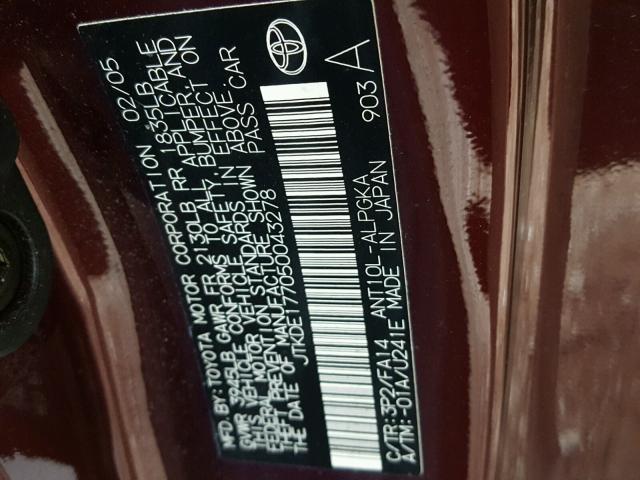 MFD. BY: TOYOTA MOTOR CORPORATION 02/05
GVWR 3945LB GAWR FR 2130LB RR 1835LB
THIS VEHICLE CONFORMS TO ALL APPLICABLE
FEDERAL MOTOR VEHICLE SAFETY, BUMPER, AND
THEFT PREVENTION STANDARDS IN EFFECT ON
THE DATE OF MANUFACTURE SHOWN ABOVE.
JTKDE177050043278 PASS CAR
C/TR: 3P2/FA14 ANT10L-ALPGKA 903 A
A/TM: -01A/U241E MADE IN JAPAN